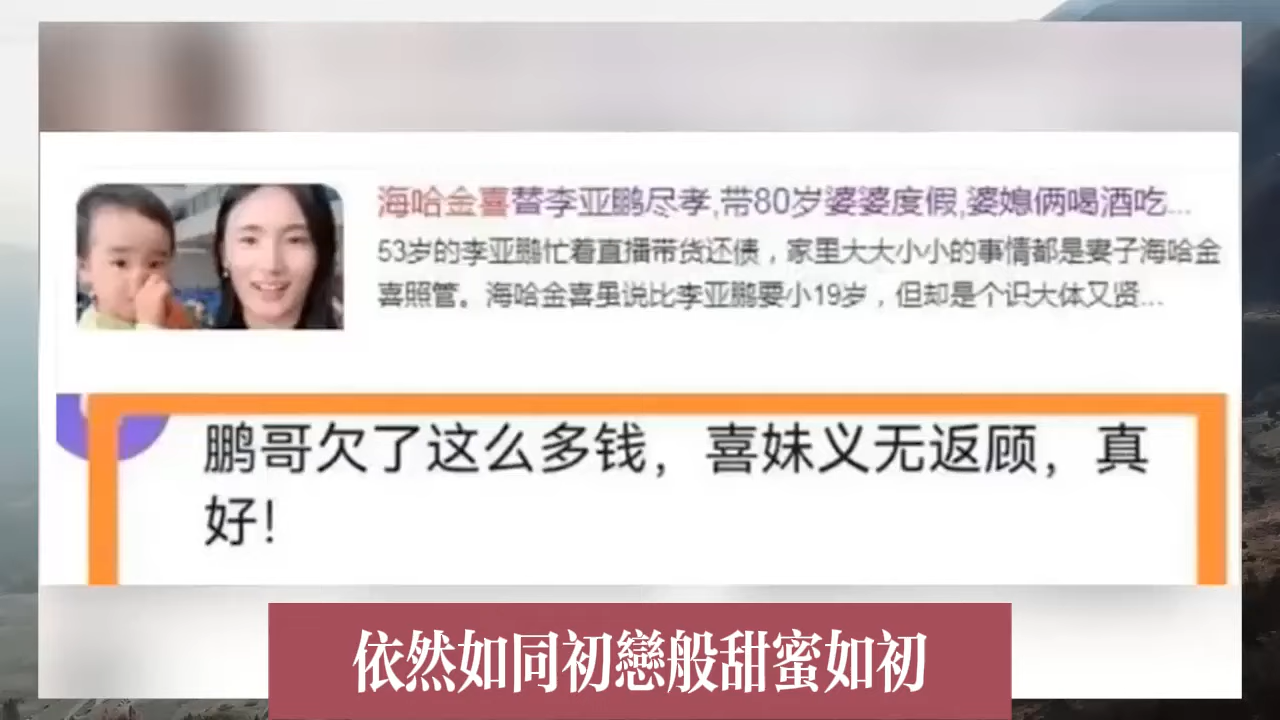 海哈金喜替李亚鹏尽孝,带80岁婆婆度假,婆媳俩喝酒吃...
53岁的李亚鹏忙着直播带货还债，家里大大小小的事情都是妻子海哈金
喜照管。海哈金喜虽说比李亚鹏要小19岁，但却是个识大体又贤...
鹏哥欠了这么多钱，喜妹义无返顾，真
好！
依然如同初戀般甜蜜如初